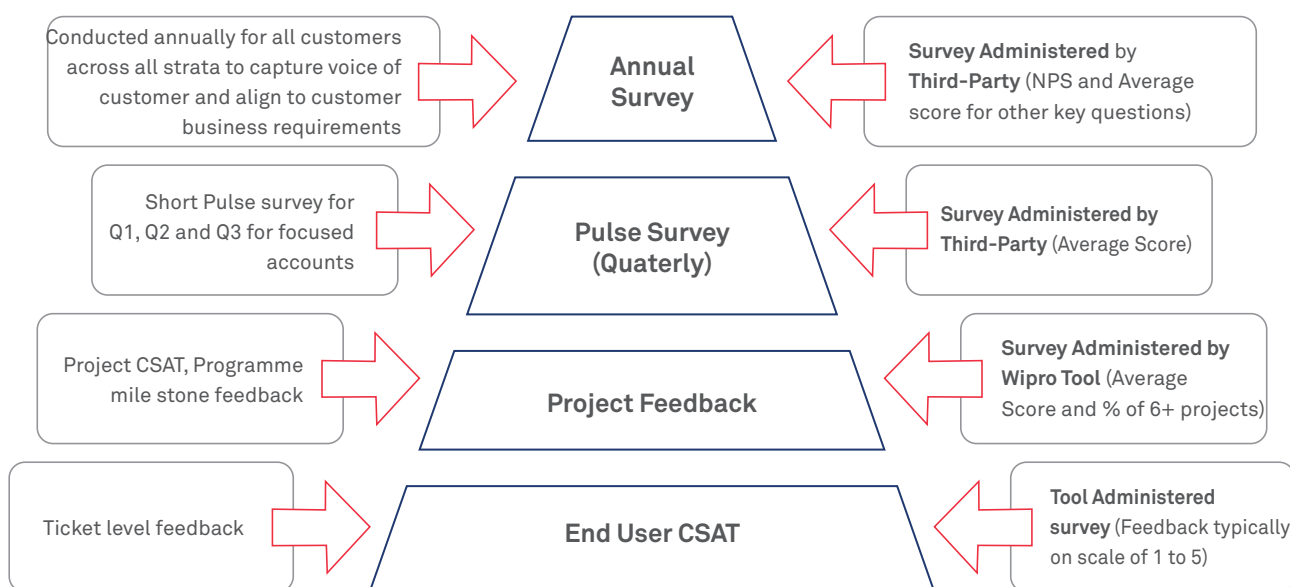 Conducted annually for all customers
across all strata to capture voice of
customer and align to customer
business requirements
Annual
Survey
Survey Administered by
Third-Party (NPS and Average
score for other key questions)
Short Pulse survey for
Q1, Q2 and Q3 for focused
accounts
Pulse Survey
(Quaterly)
Survey Administered by
Third-Party (Average Score)
Project CSAT, Programme
mile stone feedback
Project Feedback
Survey Administered by
Wipro Tool (Average
Score and % of 6+ projects)
Ticket level feedback
End User CSAT
Tool Administered
survey (Feedback typically
on scale of 1 to 5)